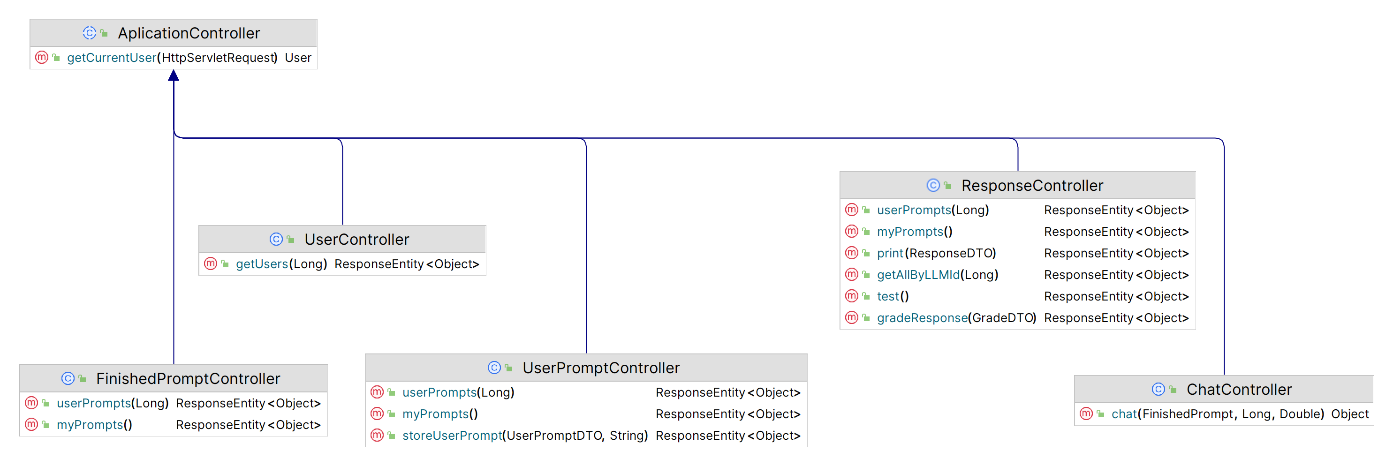 AplicationController
getCurrentUser(HttpServletRequest) User
ResponseController
userPrompts(Long) ResponseEntity<Object>
myPrompts() ResponseEntity<Object>
print(ResponseDTO) ResponseEntity<Object>
getAllByLLMId(Long) ResponseEntity<Object>
test() ResponseEntity<Object>
gradeResponse(GradeDTO) ResponseEntity<Object>
UserController
getUsers(Long) ResponseEntity<Object>
FinishedPromptController
userPrompts(Long) ResponseEntity<Object>
myPrompts() ResponseEntity<Object>
UserPromptController
userPrompts(Long) ResponseEntity<Object>
myPrompts() ResponseEntity<Object>
storeUserPrompt(UserPromptDTO, String) ResponseEntity<Object>
ChatController
chat(FinishedPrompt, Long, Double) Object